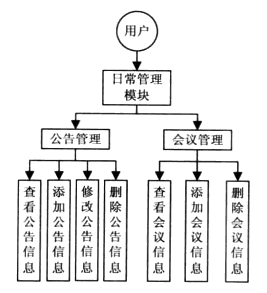 用户
日常管理
模块
公告管理
会议管理
查看公告信息
添加公告信息
修改公告信息
删除公告信息
查看会议信息
添加会议信息
删除会议信息